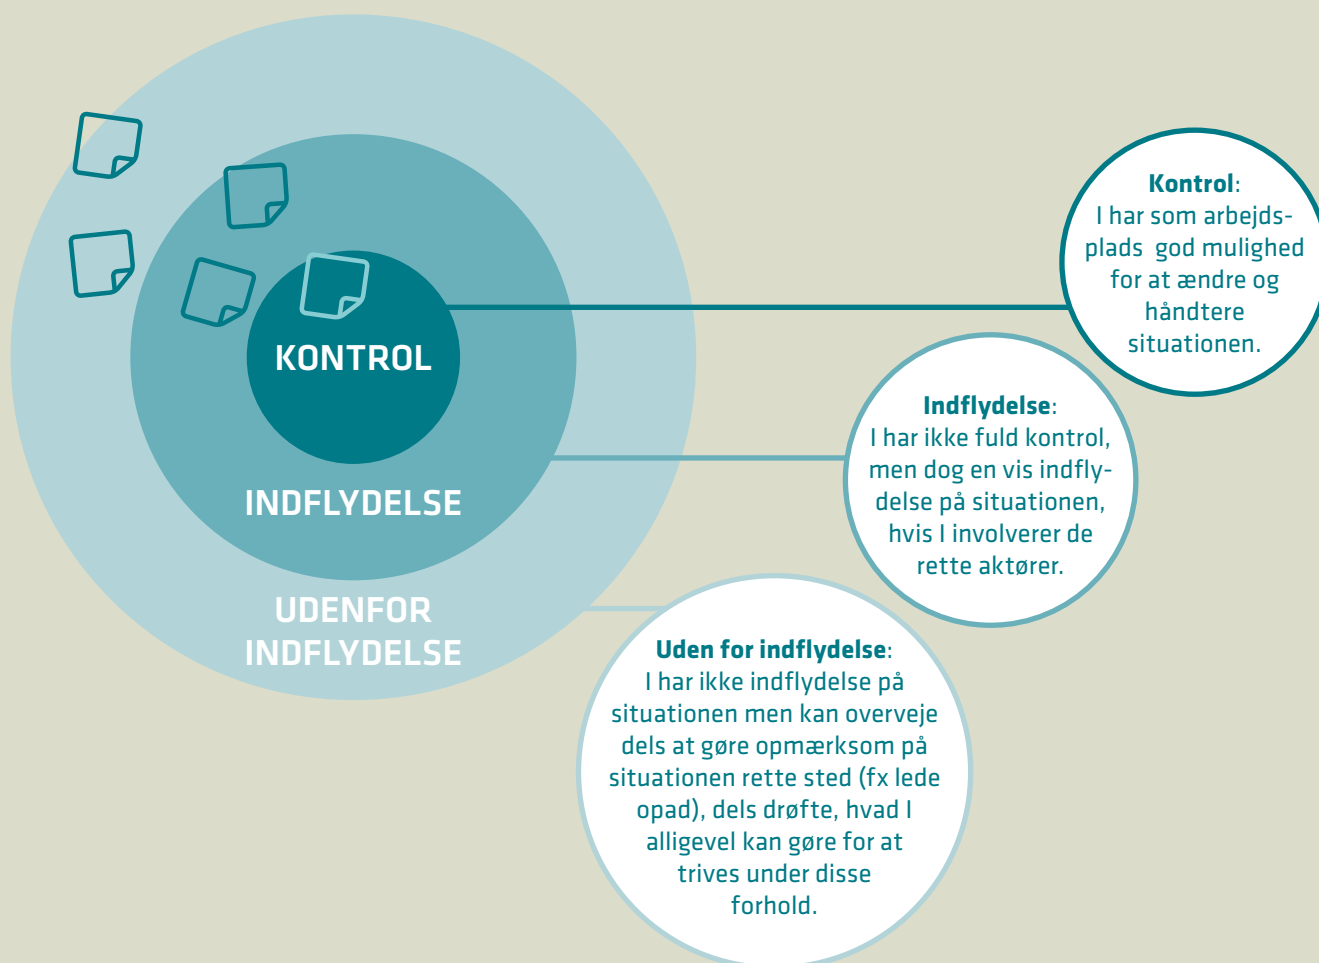 KONTROL
INDFLYDELSE
UDENFOR
INDFLYDELSE
Kontrol:
I har som arbejds-
plads god mulighed
for at ændre og
håndtere
situationen.
Indflydelse:
I har ikke fuld kontrol,
men dog en vis indfly-
delse på situationen,
hvis I involverer de
rette aktører.
Uden for indflydelse:
I har ikke indflydelse på
situationen men kan overveje
dels at gøre opmærksom på
situationen rette sted (fx lede
opad), dels drøfte, hvad I
alligevel kan gøre for at
trives under disse
forhold.